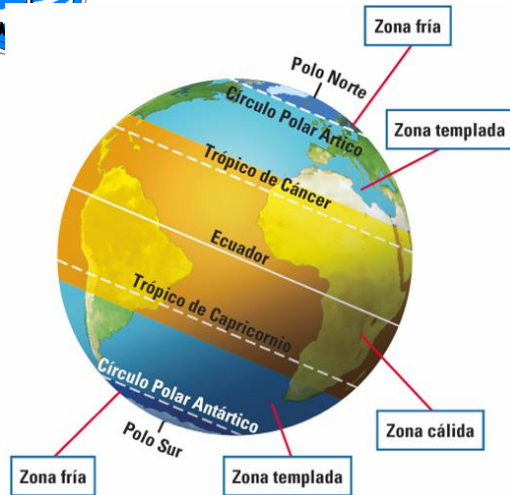 Zona fría
Polo Norte
Círculo Polar Ártico
Zona templada
Trópico de Cáncer
Ecuador
Trópico de Capricornio
Círculo Polar Antártico
Polo Sur
Zona cálida
Zona fría
Zona templada